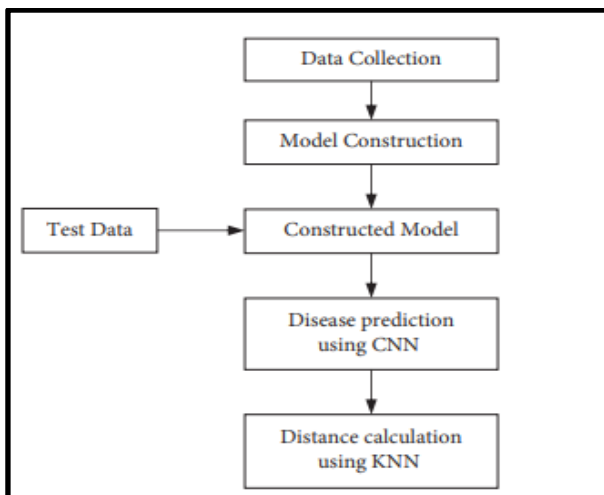 Data Collection
Model Construction
Test Data
Constructed Model
Disease prediction
using CNN
Distance calculation
using KNN